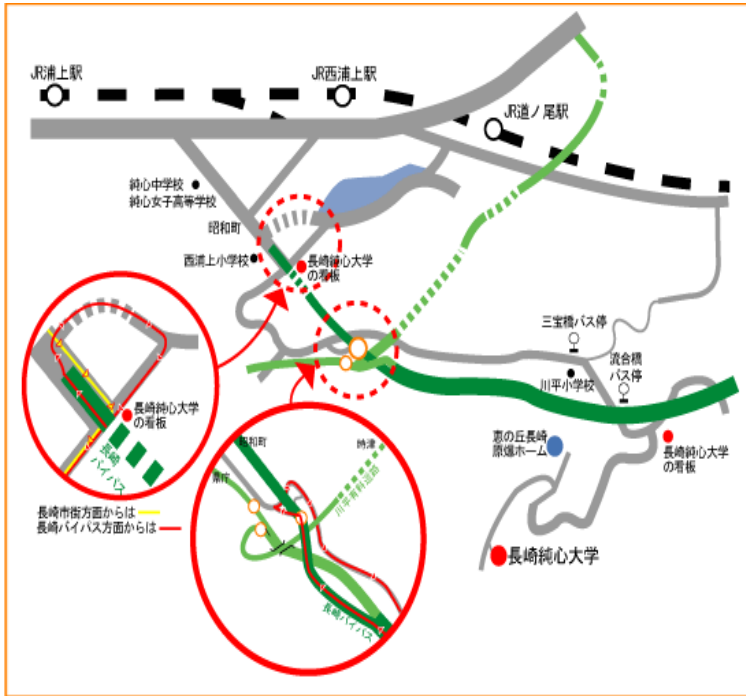 JR浦上駅
JR西浦上駅
JR道ノ尾駅
純心中学校
純心女子高等学校
昭和町
西浦上小学校
長崎純心大学
の看板
三宝橋バス停
流合橋
バス停
川平小学校
長崎純心大学
の看板
長崎
バイパス
恵の丘長崎
原爆ホーム
長崎純心大学
の看板
昭和町
時津
県庁
川平有料道路
長崎市街方面からは
長崎バイパス方面からは
長崎バイパス
長崎純心大学